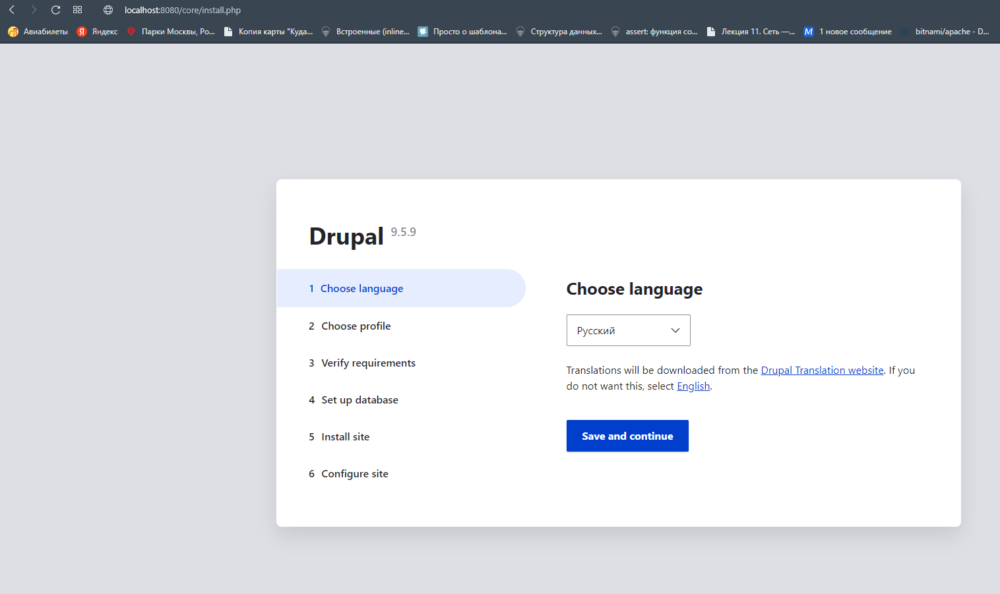 localhost:8080/core/install.php
Авиабилеты Яндекс Парки Москвы, Ро... Копия карты "Куда... Встроенные (inline... Просто о шаблона... Структура данных... assert: функция со... Лекция 11. Сеть —... 1 новое сообщение bitnami/apache - D...
Drupal 9.5.9
1 Choose language
2 Choose profile
3 Verify requirements
4 Set up database
5 Install site
6 Configure site
Choose language
Русский
Translations will be downloaded from the Drupal Translation website. If you
do not want this, select English.
Save and continue